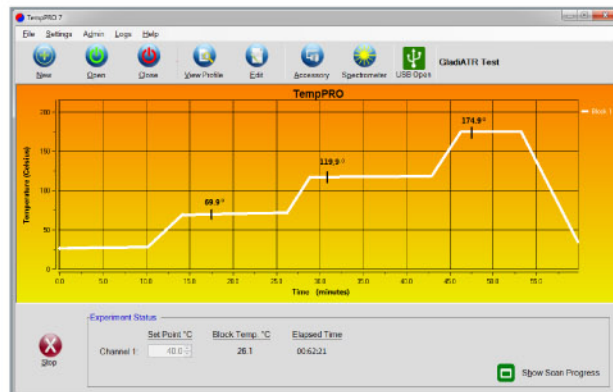 TempPRO 7
File Settings Admin Logs Help
New Open Close View Profile Edit Accessory Spectrometer USB Open GladiATR Test
TempPRO
Block 1
200
150
100
50
0
Temperature (Celsius)
69.9°
119.9°
174.9°
0.0 5.0 10.0 15.0 20.0 25.0 30.0 35.0 40.0 45.0 50.0 55.0
Time (minutes)
Experiment Status
Set Point °C Block Temp. °C Elapsed Time
Channel 1: 40.0 26.1 00:62:21
Stop
Show Scan Progress